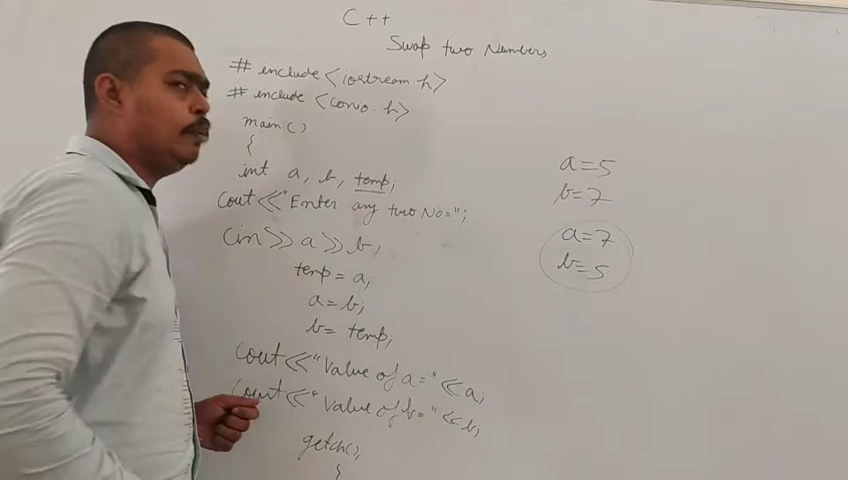 C++
Swap two Numbers
# include <iostream.h>
# include <conio.h>
main()
{
int a, b, temp;
cout<<"Enter any two No=";
cin>>a>>b;
temp = a;
a = b;
b = temp;
cout<<"Value of a="<<a;
cout<<"Value of b="<<b;
getch();
}
a=5
b=7
a=7
b=5